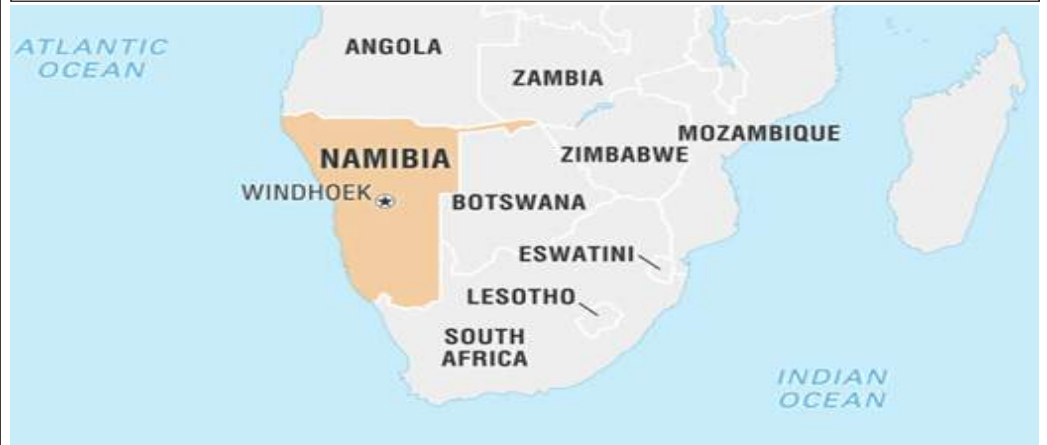 ATLANTIC
OCEAN
ANGOLA
ZAMBIA
MOZAMBIQUE
NAMIBIA
ZIMBABWE
WINDHOEK
BOTSWANA
ESWATINI
LESOTHO
SOUTH
AFRICA
INDIAN
OCEAN